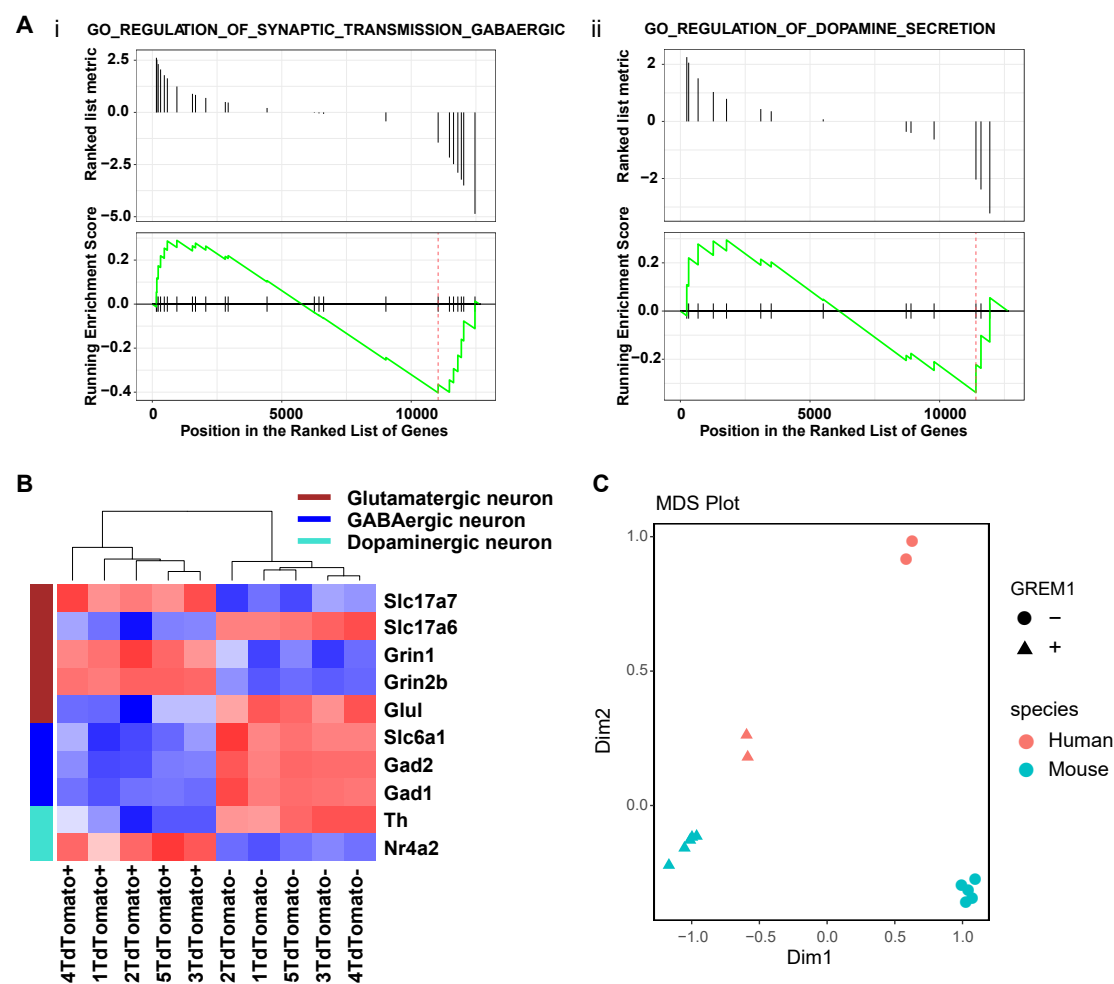 A
i
GO_REGULATION_OF_SYNAPTIC_TRANSMISSION_GABAERGIC
Ranked list metric
2.5
0.0
−2.5
−5.0
Running Enrichment Score
0.2
0.0
−0.2
−0.4
0
5000
10000
Position in the Ranked List of Genes
ii
GO_REGULATION_OF_DOPAMINE_SECRETION
Ranked list metric
2
0
−2
Running Enrichment Score
0.2
0.0
−0.2
0
5000
10000
Position in the Ranked List of Genes
B
Glutamatergic neuron
GABAergic neuron
Dopaminergic neuron
Slc17a7
Slc17a6
Grin1
Grin2b
Glul
Slc6a1
Gad2
Gad1
Th
Nr4a2
4TdTomato+
1TdTomato+
2TdTomato+
5TdTomato+
3TdTomato+
2TdTomato-
1TdTomato-
5TdTomato-
3TdTomato-
4TdTomato-
C
MDS Plot
Dim2
1.0
0.5
0.0
−1.0
−0.5
0.0
0.5
1.0
Dim1
GREM1
−
+
species
Human
Mouse